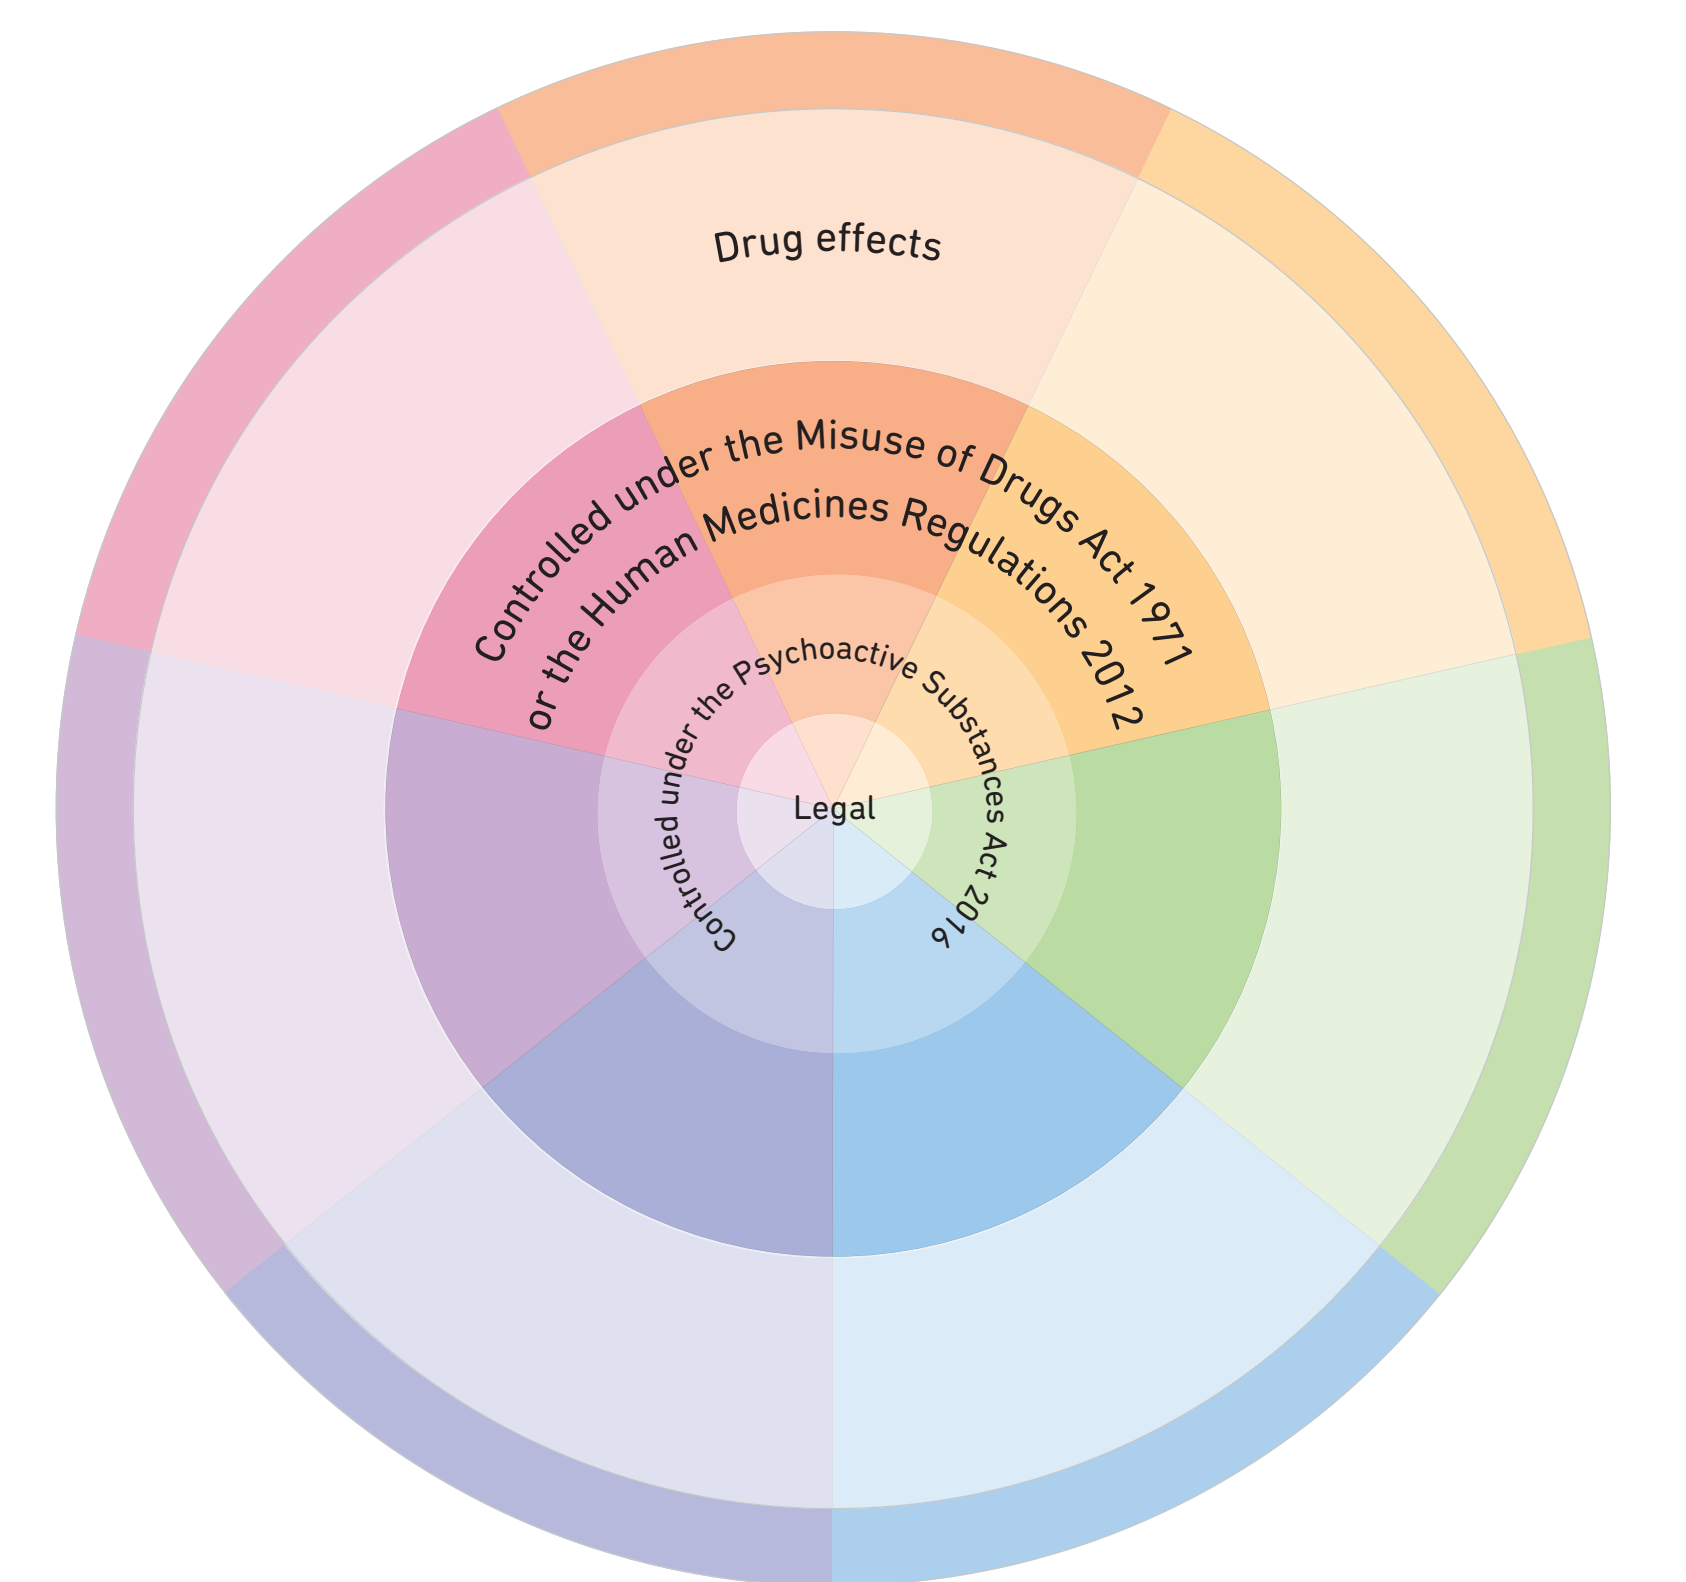 Drug effects
Controlled under the Misuse of Drugs Act 1971
or the Human Medicines Regulations 2012
Controlled under the Psychoactive Substances Act 2016
Legal